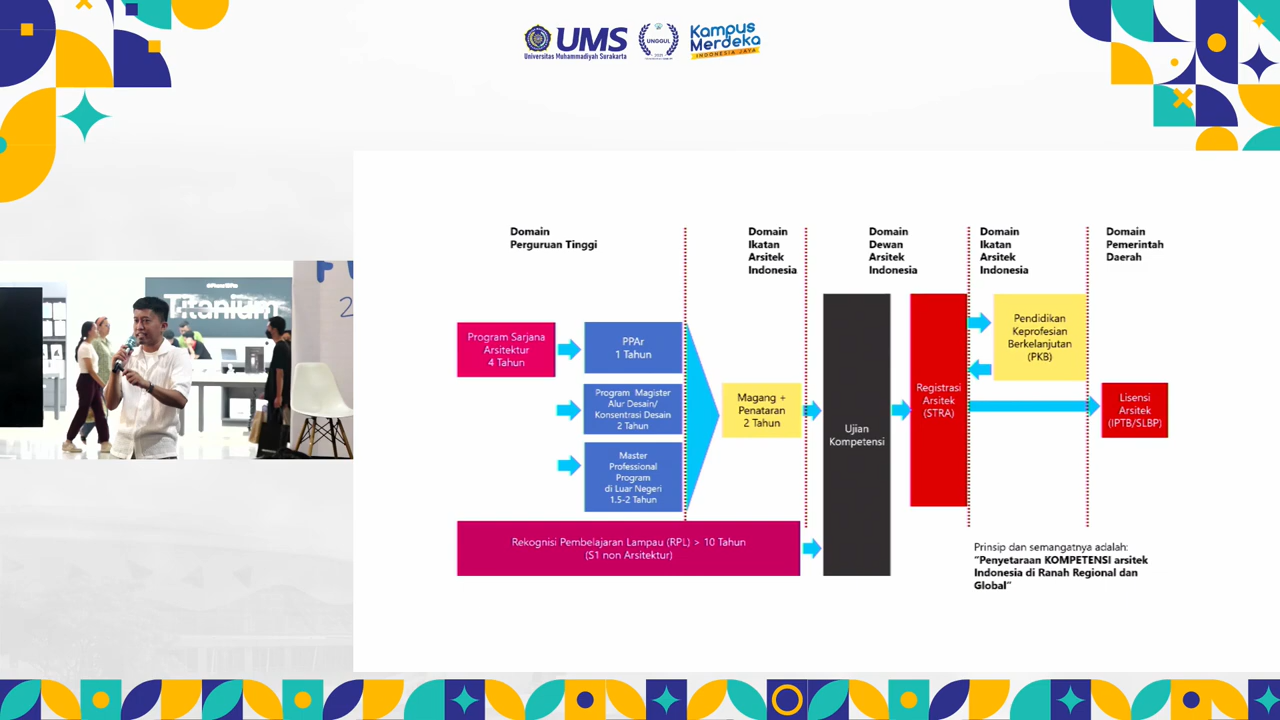 UMS
Universitas Muhammadiyah Surakarta
UNGGUL
Kampus
Merdeka
INDONESIA JAYA
Titanium
Domain
Perguruan Tinggi
Domain
Ikatan
Arsitek
Indonesia
Domain
Dewan
Arsitek
Indonesia
Domain
Ikatan
Arsitek
Indonesia
Domain
Pemerintah
Daerah
Program Sarjana
Arsitektur
4 Tahun
PPAr
1 Tahun
Program Magister
Alur Desain/
Konsentrasi Desain
2 Tahun
Master
Professional
Program
di Luar Negeri
1.5-2 Tahun
Magang +
Penataran
2 Tahun
Ujian
Kompetensi
Registrasi
Arsitek
(STRA)
Pendidikan
Keprofesian
Berkelanjutan
(PKB)
Lisensi
Arsitek
(IPTB/SLBP)
Rekognisi Pembelajaran Lampau (RPL) > 10 Tahun
(S1 non Arsitektur)
Prinsip dan semangatnya adalah:
“Penyetaraan KOMPETENSI arsitek
Indonesia di Ranah Regional dan
Global”